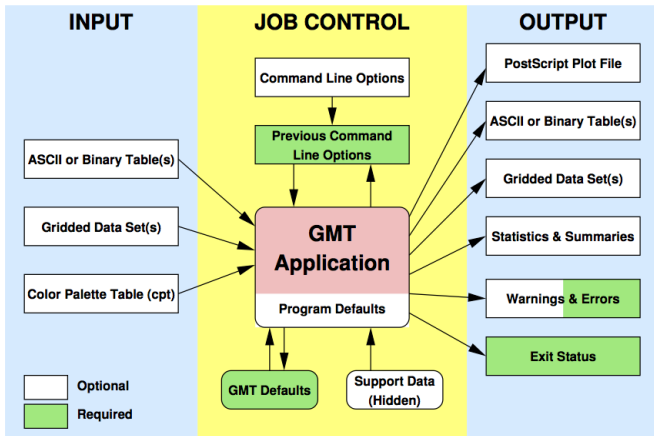 INPUT
JOB CONTROL
OUTPUT
Command Line Options
Previous Command
Line Options
ASCII or Binary Table(s)
Gridded Data Set(s)
Color Palette Table (cpt)
GMT
Application
Program Defaults
GMT Defaults
Support Data
(Hidden)
PostScript Plot File
ASCII or Binary Table(s)
Gridded Data Set(s)
Statistics & Summaries
Warnings & Errors
Exit Status
Optional
Required